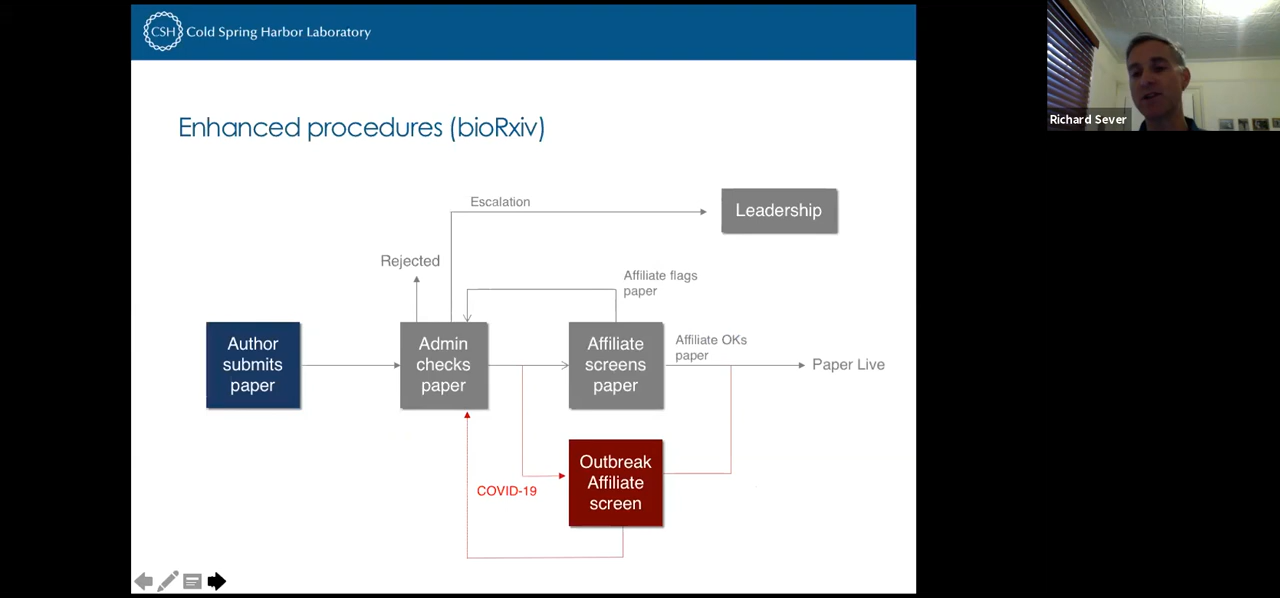 CSH Cold Spring Harbor Laboratory
Richard Sever
Enhanced procedures (bioRxiv)
Escalation
Leadership
Rejected
Affiliate flags
paper
Author
submits
paper
Admin
checks
paper
Affiliate
screens
paper
Affiliate OKs
paper
Paper Live
Outbreak
Affiliate
screen
COVID-19